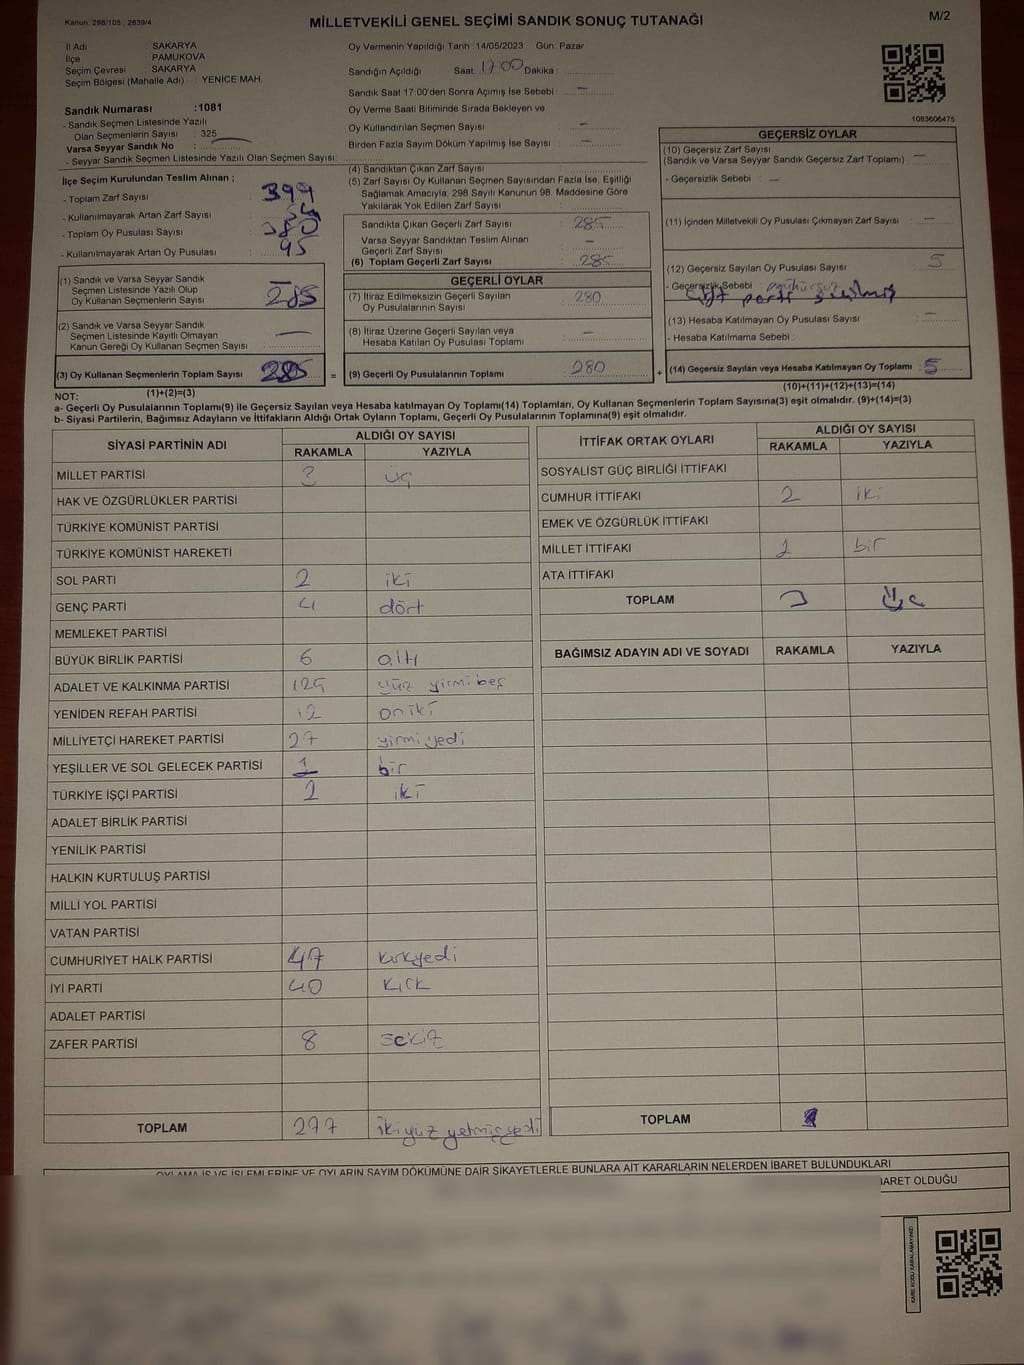 Kanun: 298/105 ; 2839/4
MİLLETVEKİLİ GENEL SEÇİMİ SANDIK SONUÇ TUTANAĞI
M/2
İl Adı SAKARYA
İlçe PAMUKOVA
Seçim Çevresi SAKARYA
Seçim Bölgesi (Mahalle Adı) : YENİCE MAH.
Sandık Numarası :1081
- Sandık Seçmen Listesinde Yazılı
Olan Seçmenlerin Sayısı : 325
Varsa Seyyar Sandık No :
- Seyyar Sandık Seçmen Listesinde Yazılı Olan Seçmen Sayısı:
Oy Vermenin Yapıldığı Tarih :14/05/2023 Gün: Pazar
Sandığın Açıldığı Saat: 17:00 Dakika :
Sandık Saat 17:00'den Sonra Açımış İse Sebebi : —
Oy Verme Saati Bitiminde Sırada Bekleyen ve
Oy Kullandırılan Seçmen Sayısı : —
Birden Fazla Sayım Döküm Yapılmış İse Sayısı : —
1083606475
İlçe Seçim Kurulundan Teslim Alınan ;
- Toplam Zarf Sayısı : 399
- Kullanılmayarak Artan Zarf Sayısı :
- Toplam Oy Pusulası Sayısı : 380
- Kullanılmayarak Artan Oy Pusulası : 95
(1) Sandık ve Varsa Seyyar Sandık
Seçmen Listesinde Yazılı Olup
Oy Kullanan Seçmenlerin Sayısı : 285
(2) Sandık ve Varsa Seyyar Sandık
Seçmen Listesinde Kayıtlı Olmayan
Kanun Gereği Oy Kullanan Seçmen Sayısı : —
(3) Oy Kullanan Seçmenlerin Toplam Sayısı : 285
(1)+(2)=(3)
(4) Sandıktan Çıkan Zarf Sayısı
(5) Zarf Sayısı Oy Kullanan Seçmen Sayısından Fazla İse, Eşitliği
Sağlamak Amacıyla; 298 Sayılı Kanunun 98. Maddesine Göre
Yakılarak Yok Edilen Zarf Sayısı :
Sandıkta Çıkan Geçerli Zarf Sayısı : 285
Varsa Seyyar Sandıktan Teslim Alınan
Geçerli Zarf Sayısı : —
(6) Toplam Geçerli Zarf Sayısı : 285
GEÇERLİ OYLAR
(7) İtiraz Edilmeksizin Geçerli Sayılan
Oy Pusulalarının Sayısı : 280
(8) İtiraz Üzerine Geçerli Sayılan veya
Hesaba Katılan Oy Pusulası Toplamı : —
= (9) Geçerli Oy Pusulalarının Toplamı : 280
GEÇERSİZ OYLAR
(10) Geçersiz Zarf Sayısı
(Sandık ve Varsa Seyyar Sandık Geçersiz Zarf Toplamı) : —
- Geçersizlik Sebebi : —
(11) İçinden Milletvekili Oy Pusulası Çıkmayan Zarf Sayısı : —
(12) Geçersiz Sayılan Oy Pusulası Sayısı : 5
- Geçersizlik Sebebi : mühürsüz
çift parti
(13) Hesaba Katılmayan Oy Pusulası Sayısı : —
- Hesaba Katılmama Sebebi :
+ (14) Geçersiz Sayılan veya Hesaba Katılmayan Oy Toplamı : 5
(10)+(11)+(12)+(13)=(14)
NOT:
a- Geçerli Oy Pusulalarının Toplamı(9) ile Geçersiz Sayılan veya Hesaba katılmayan Oy Toplamı(14) Toplamları, Oy Kullanan Seçmenlerin Toplam Sayısına(3) eşit olmalıdır. (9)+(14)=(3)
b- Siyasi Partilerin, Bağımsız Adayların ve İttifakların Aldığı Ortak Oyların Toplamı, Geçerli Oy Pusulalarının Toplamına(9) eşit olmalıdır.
SİYASİ PARTİNİN ADI ALDIĞI OY SAYISI
RAKAMLA YAZIYLA
MİLLET PARTİSİ 3 üç
HAK VE ÖZGÜRLÜKLER PARTİSİ
TÜRKİYE KOMÜNİST PARTİSİ
TÜRKİYE KOMÜNİST HAREKETİ
SOL PARTİ 2 iki
GENÇ PARTİ 4 dört
MEMLEKET PARTİSİ
BÜYÜK BİRLİK PARTİSİ 6 altı
ADALET VE KALKINMA PARTİSİ 125 yüz yirmi beş
YENİDEN REFAH PARTİSİ 12 oniki
MİLLİYETÇİ HAREKET PARTİSİ 27 yirmi yedi
YEŞİLLER VE SOL GELECEK PARTİSİ 1 bir
TÜRKİYE İŞÇİ PARTİSİ 2 iki
ADALET BİRLİK PARTİSİ
YENİLİK PARTİSİ
HALKIN KURTULUŞ PARTİSİ
MİLLİ YOL PARTİSİ
VATAN PARTİSİ
CUMHURİYET HALK PARTİSİ 47 kırkyedi
İYİ PARTİ 40 kırk
ADALET PARTİSİ
ZAFER PARTİSİ 8 sekiz
TOPLAM 277 ikiyüz yetmişyedi
İTTİFAK ORTAK OYLARI ALDIĞI OY SAYISI
RAKAMLA YAZIYLA
SOSYALİST GÜÇ BİRLİĞİ İTTİFAKI
CUMHUR İTTİFAKI 2 iki
EMEK VE ÖZGÜRLÜK İTTİFAKI
MİLLET İTTİFAKI 1 bir
ATA İTTİFAKI
TOPLAM 3 üç
BAĞIMSIZ ADAYIN ADI VE SOYADI RAKAMLA YAZIYLA
TOPLAM
OYLAMA İŞ VE İŞLEMLERİNE VE OYLARIN SAYIM DÖKÜMÜNE DAİR ŞİKAYETLERLE BUNLARA AİT KARARLARIN NELERDEN İBARET BULUNDUKLARI
İBARET OLDUĞU
KARE KODU KARALAMAYINIZ!